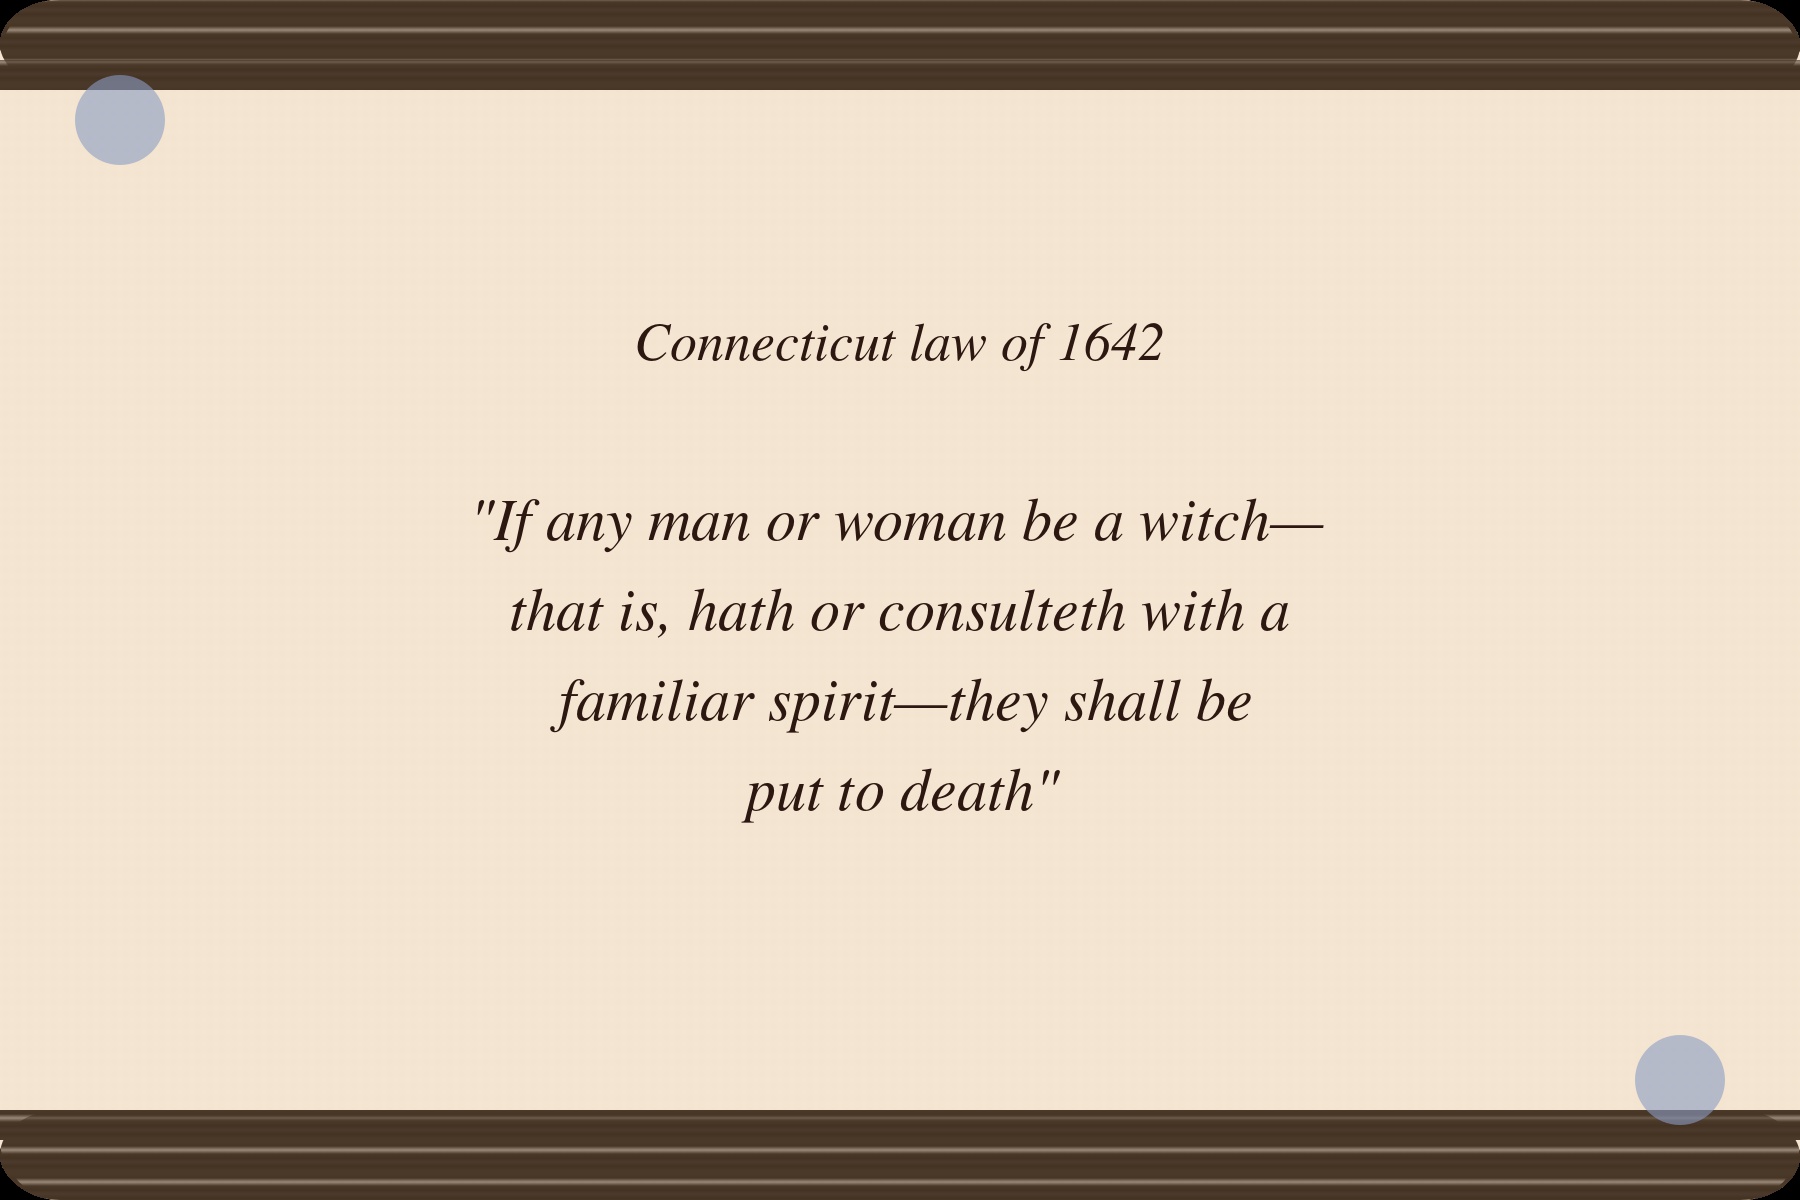 Connecticut law of 1642
"If any man or woman be a witch—
that is, hath or consulteth with a
familiar spirit—they shall be
put to death"